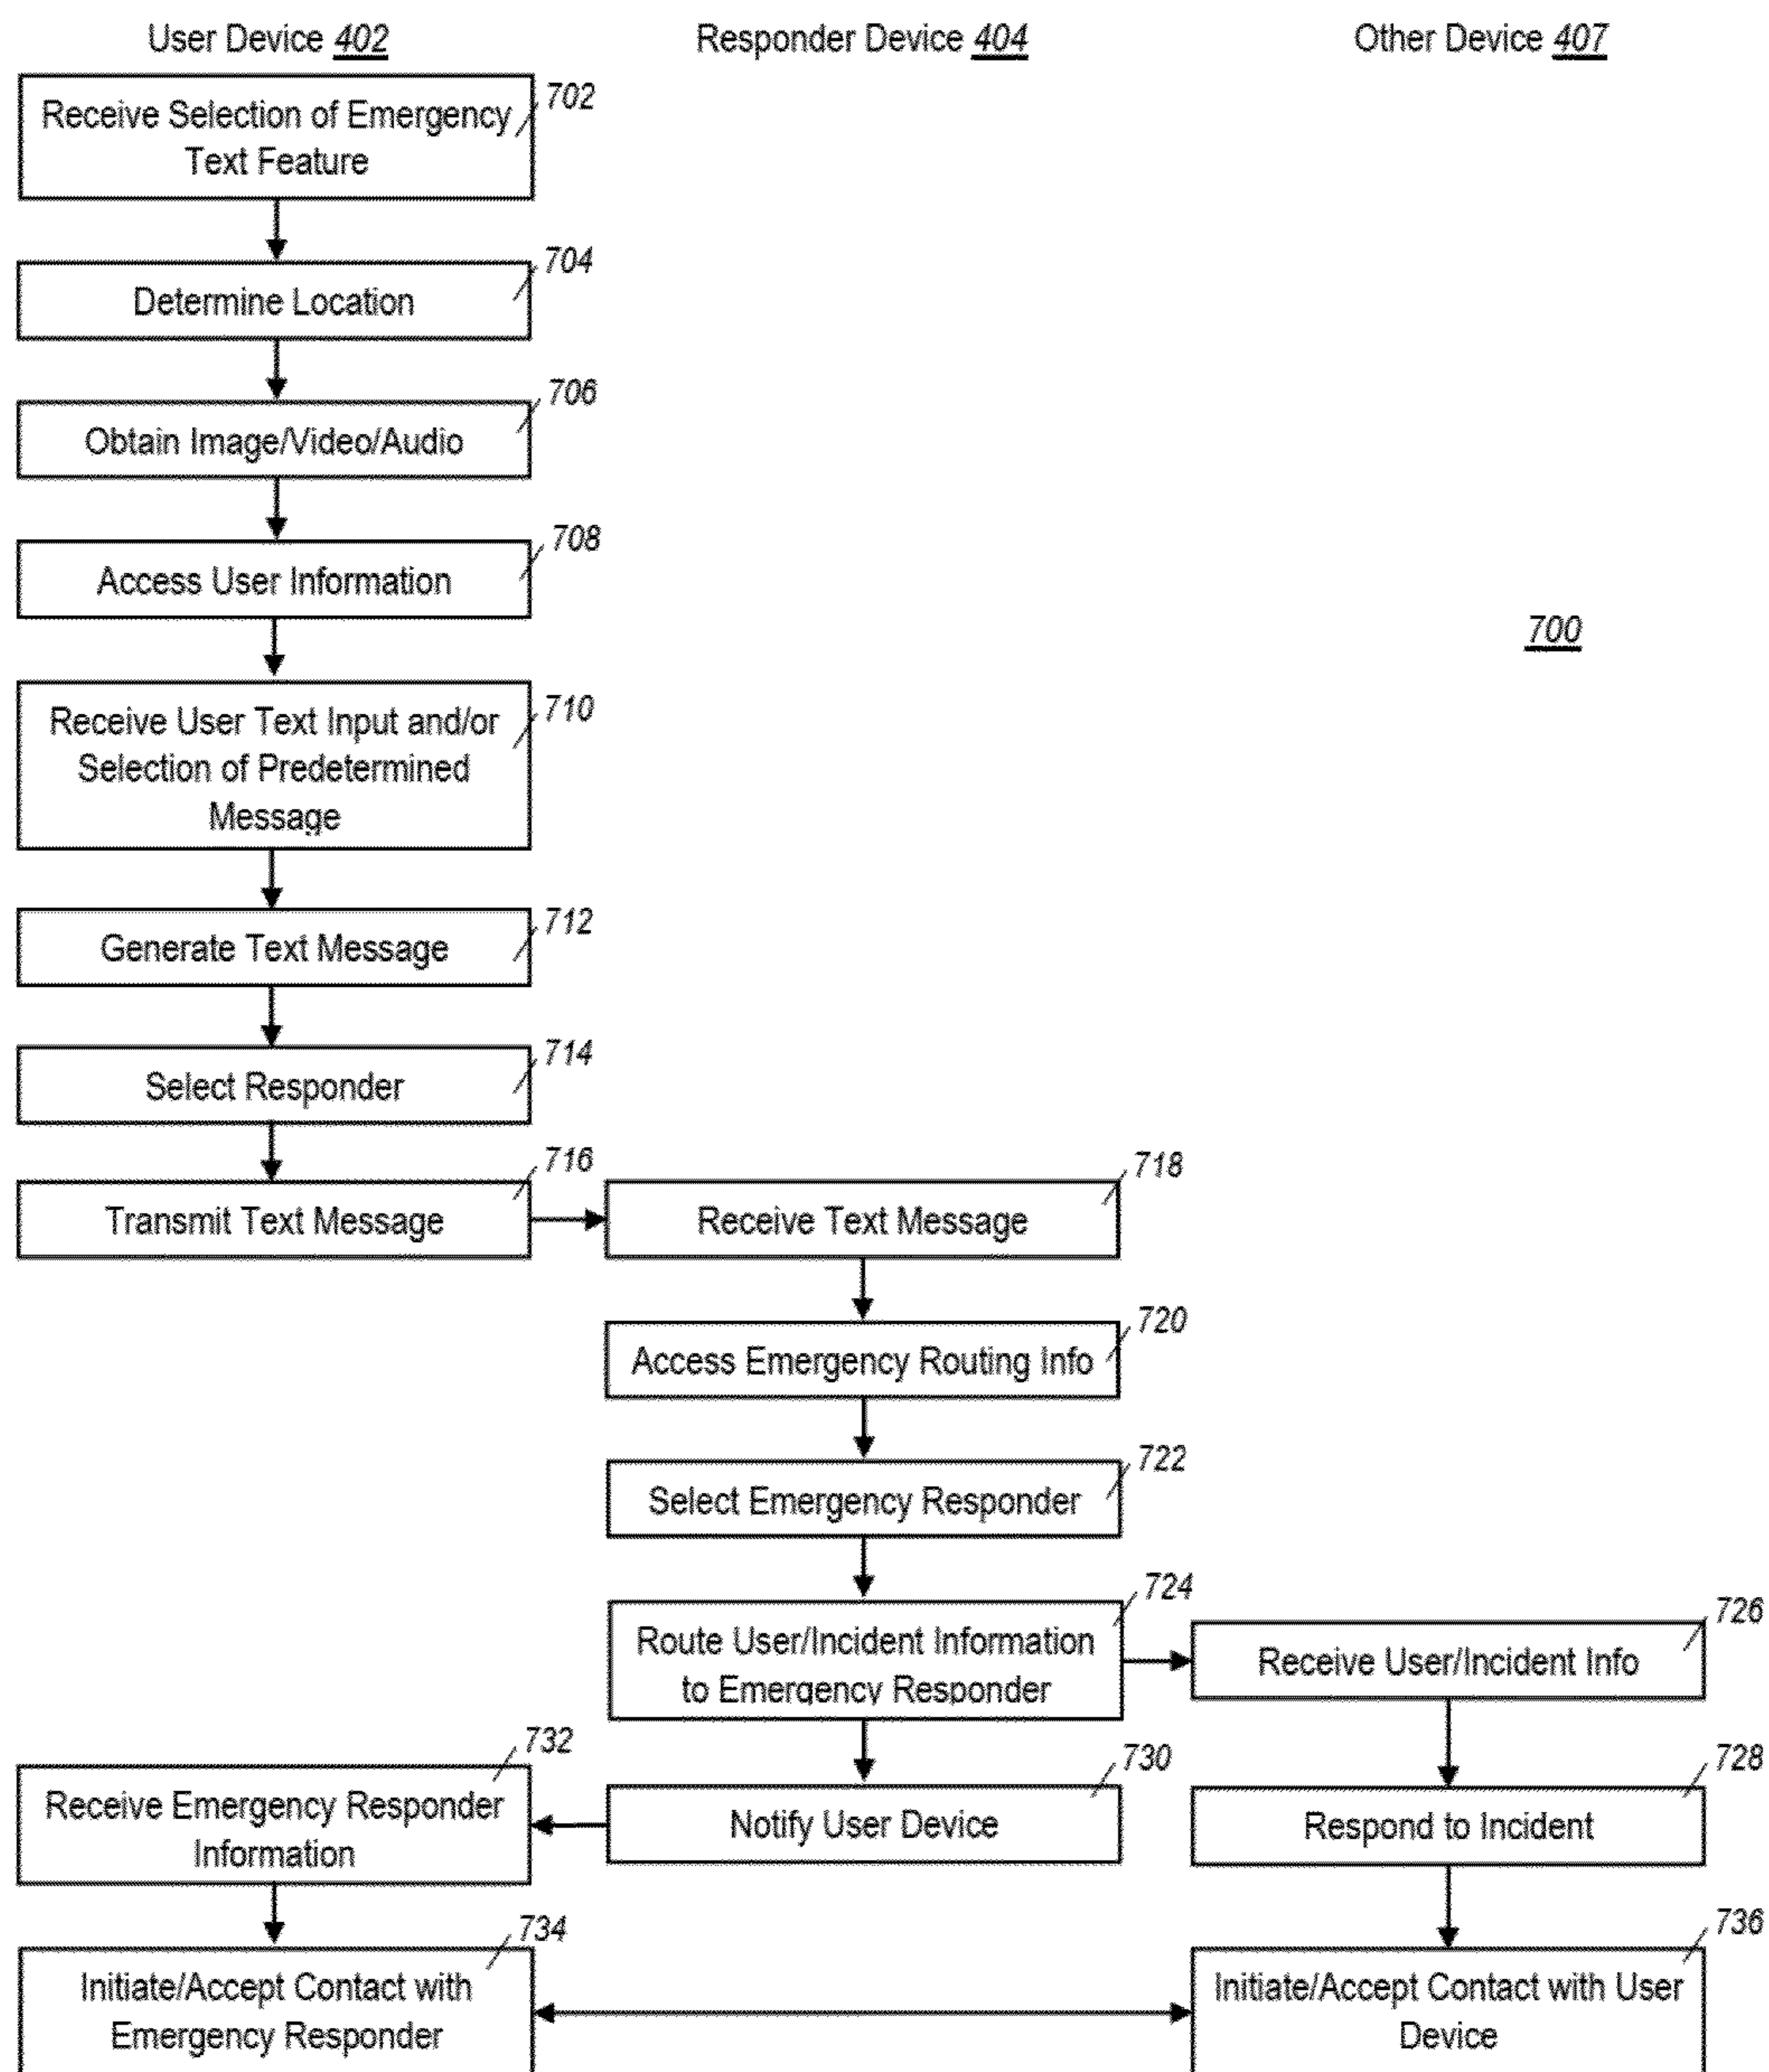 User Device 402
Responder Device 404
Other Device 407
702
Receive Selection of Emergency
Text Feature
704
Determine Location
706
Obtain Image/Video/Audio
708
Access User Information
700
710
Receive User Text Input and/or
Selection of Predetermined
Message
712
Generate Text Message
714
Select Responder
716
Transmit Text Message
718
Receive Text Message
720
Access Emergency Routing Info
722
Select Emergency Responder
724
Route User/Incident Information
to Emergency Responder
726
Receive User/Incident Info
732
Receive Emergency Responder
Information
730
Notify User Device
728
Respond to Incident
734
Initiate/Accept Contact with
Emergency Responder
736
Initiate/Accept Contact with User
Device